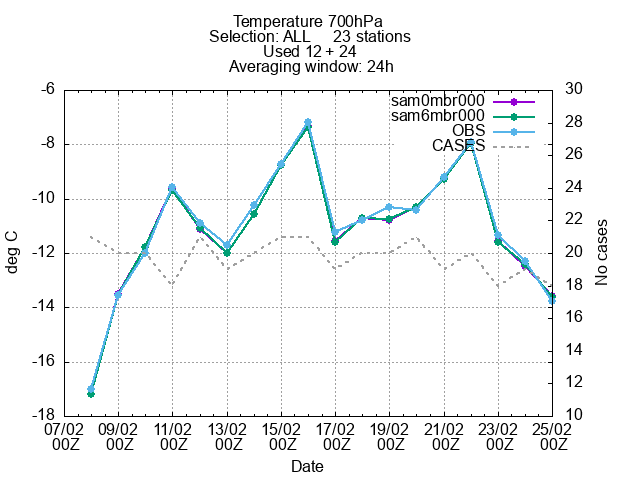 Temperature 700hPa
Selection: ALL 23 stations
Used 12 + 24
Averaging window: 24h
sam0mbr000
sam6mbr000
OBS
CASES
deg C
-6
-8
-10
-12
-14
-16
-18
No cases
30
28
26
24
22
20
18
16
14
12
10
07/02 09/02 11/02 13/02 15/02 17/02 19/02 21/02 23/02 25/02
00Z 00Z 00Z 00Z 00Z 00Z 00Z 00Z 00Z 00Z
Date